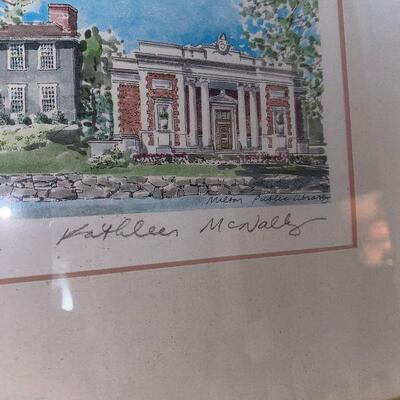 Milton Public Library
Kathleen McNally